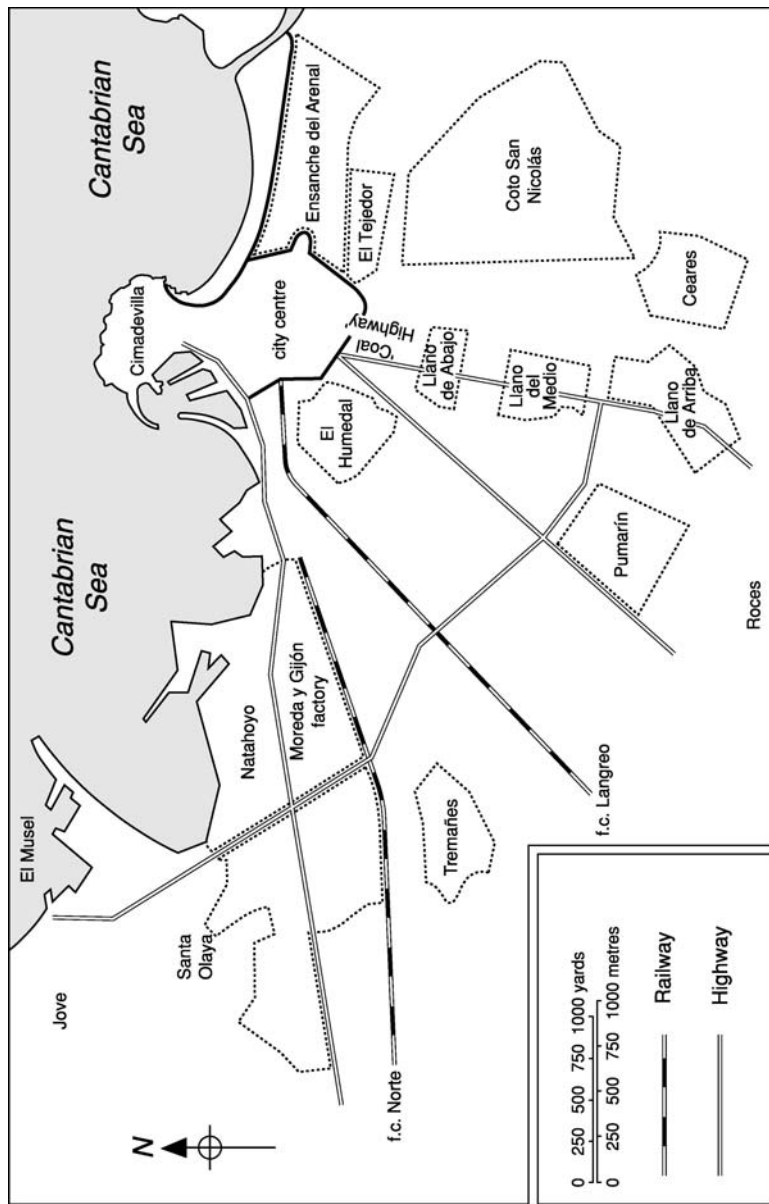 Cantabrian
Sea
Cantabrian
Sea
El Musel
Jove
Cimadevilla
Santa
Olaya
Natahoyo
Moreda y Gijón
factory
city centre
Ensanche del Arenal
El Tejedor
'Coal
Highway'
El
Humedal
Llano
de Abajo
Llano
del
Medio
Llano
de Arriba
Coto San
Nicolás
Ceares
Pumarín
Roces
Tremañes
f.c. Norte
f.c. Langreo
N
0 250 500 750 1000 yards
0 250 500 750 1000 metres
Railway
Highway